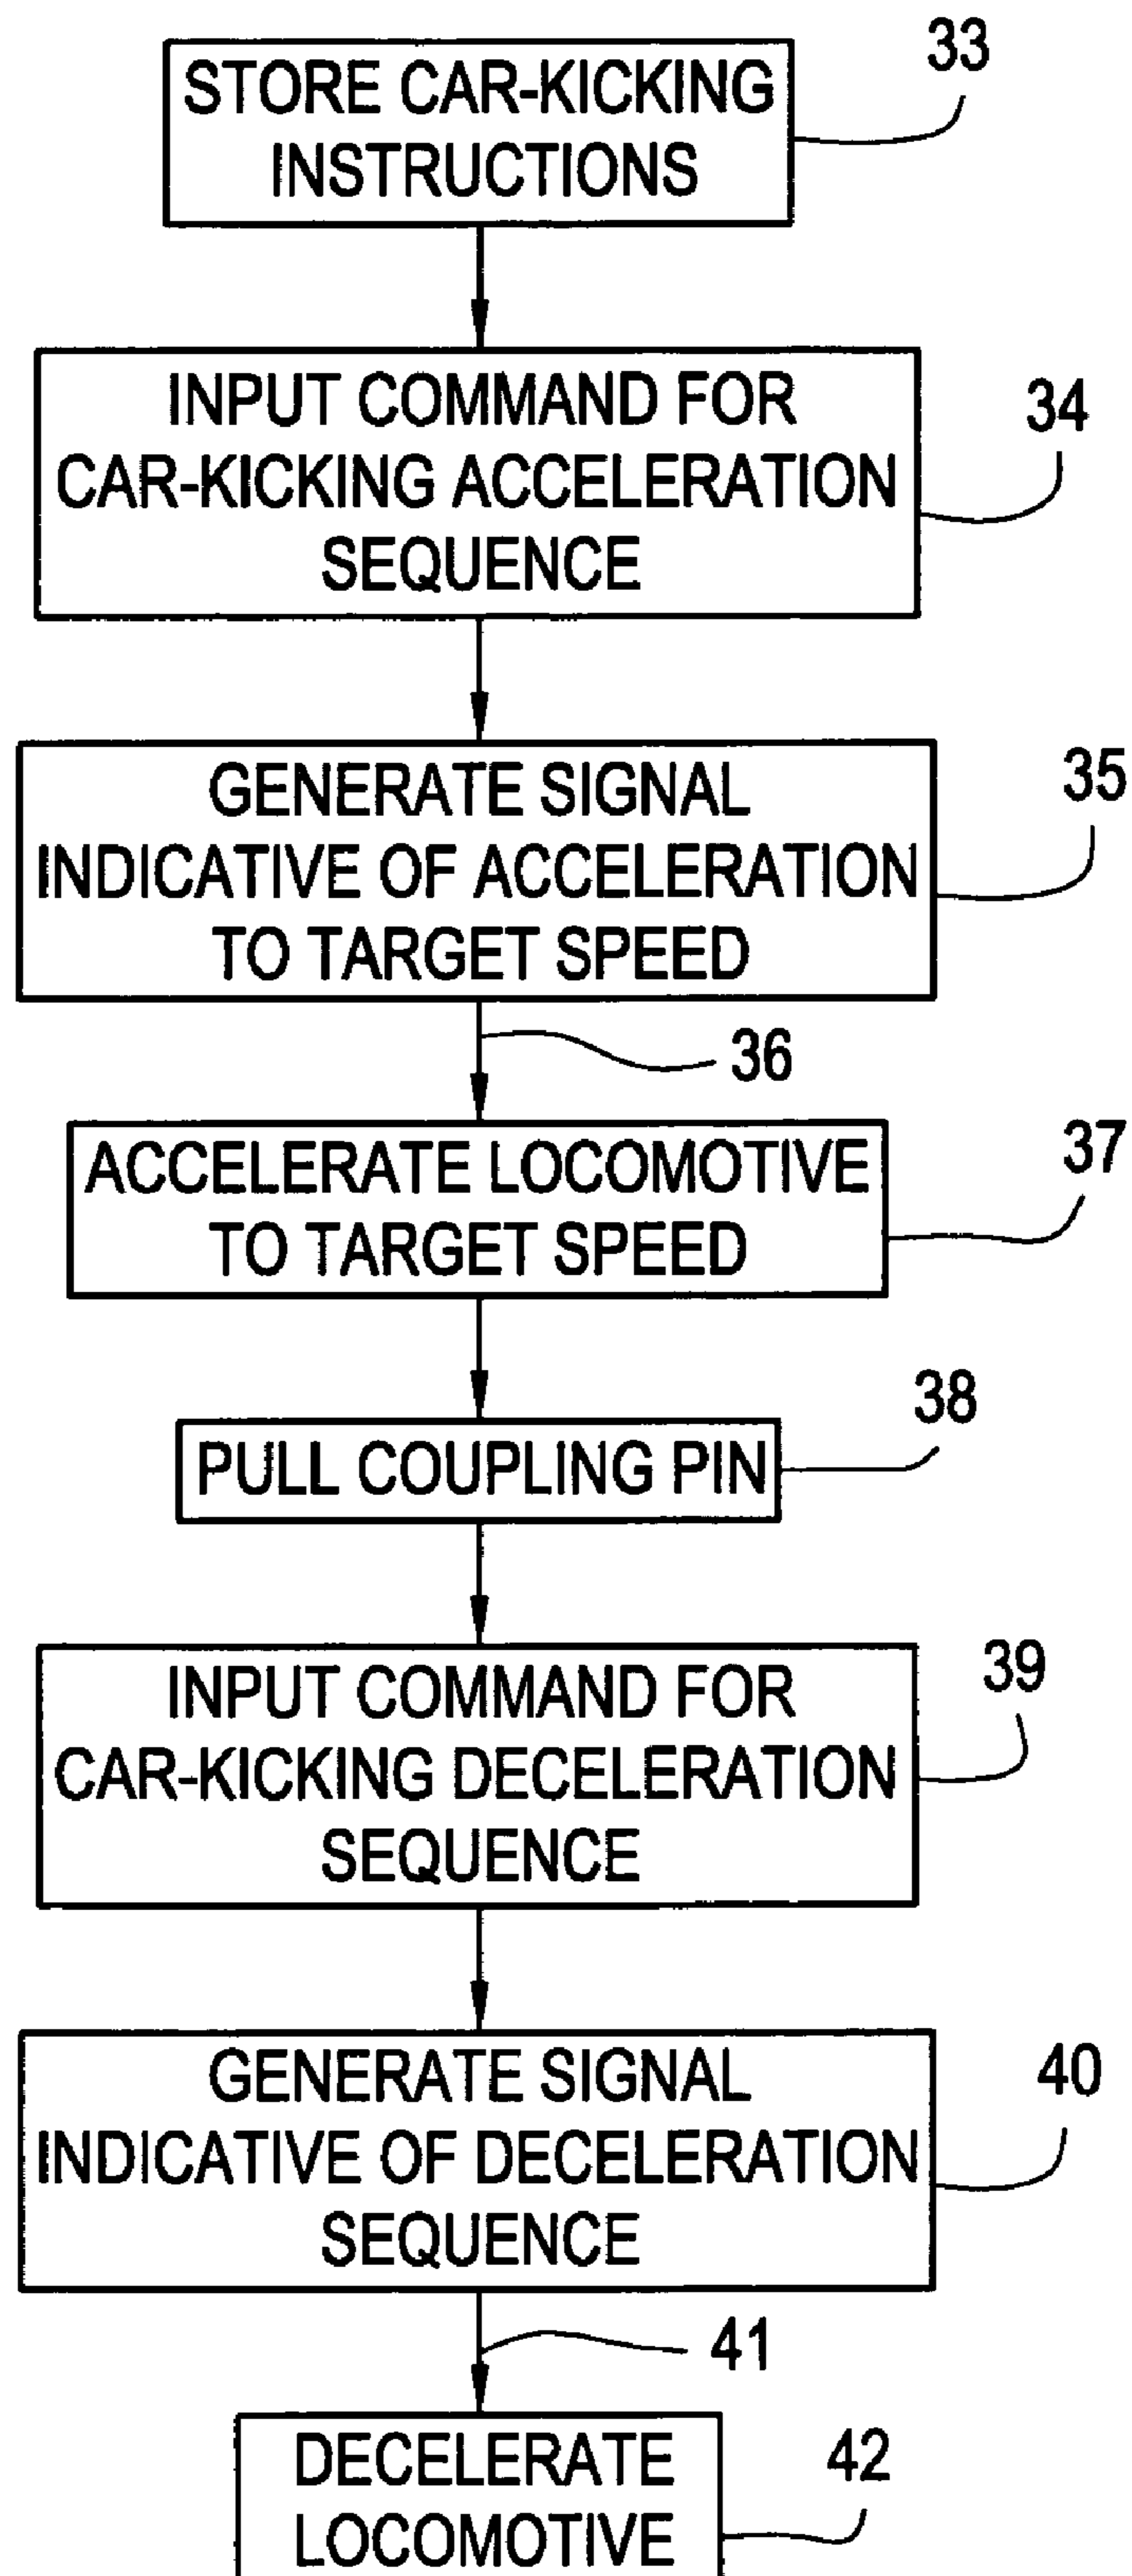 STORE CAR-KICKING
INSTRUCTIONS
33
INPUT COMMAND FOR
CAR-KICKING ACCELERATION
SEQUENCE
34
GENERATE SIGNAL
INDICATIVE OF ACCELERATION
TO TARGET SPEED
35
36
ACCELERATE LOCOMOTIVE
TO TARGET SPEED
37
PULL COUPLING PIN
38
INPUT COMMAND FOR
CAR-KICKING DECELERATION
SEQUENCE
39
GENERATE SIGNAL
INDICATIVE OF DECELERATION
SEQUENCE
40
41
DECELERATE
LOCOMOTIVE
42